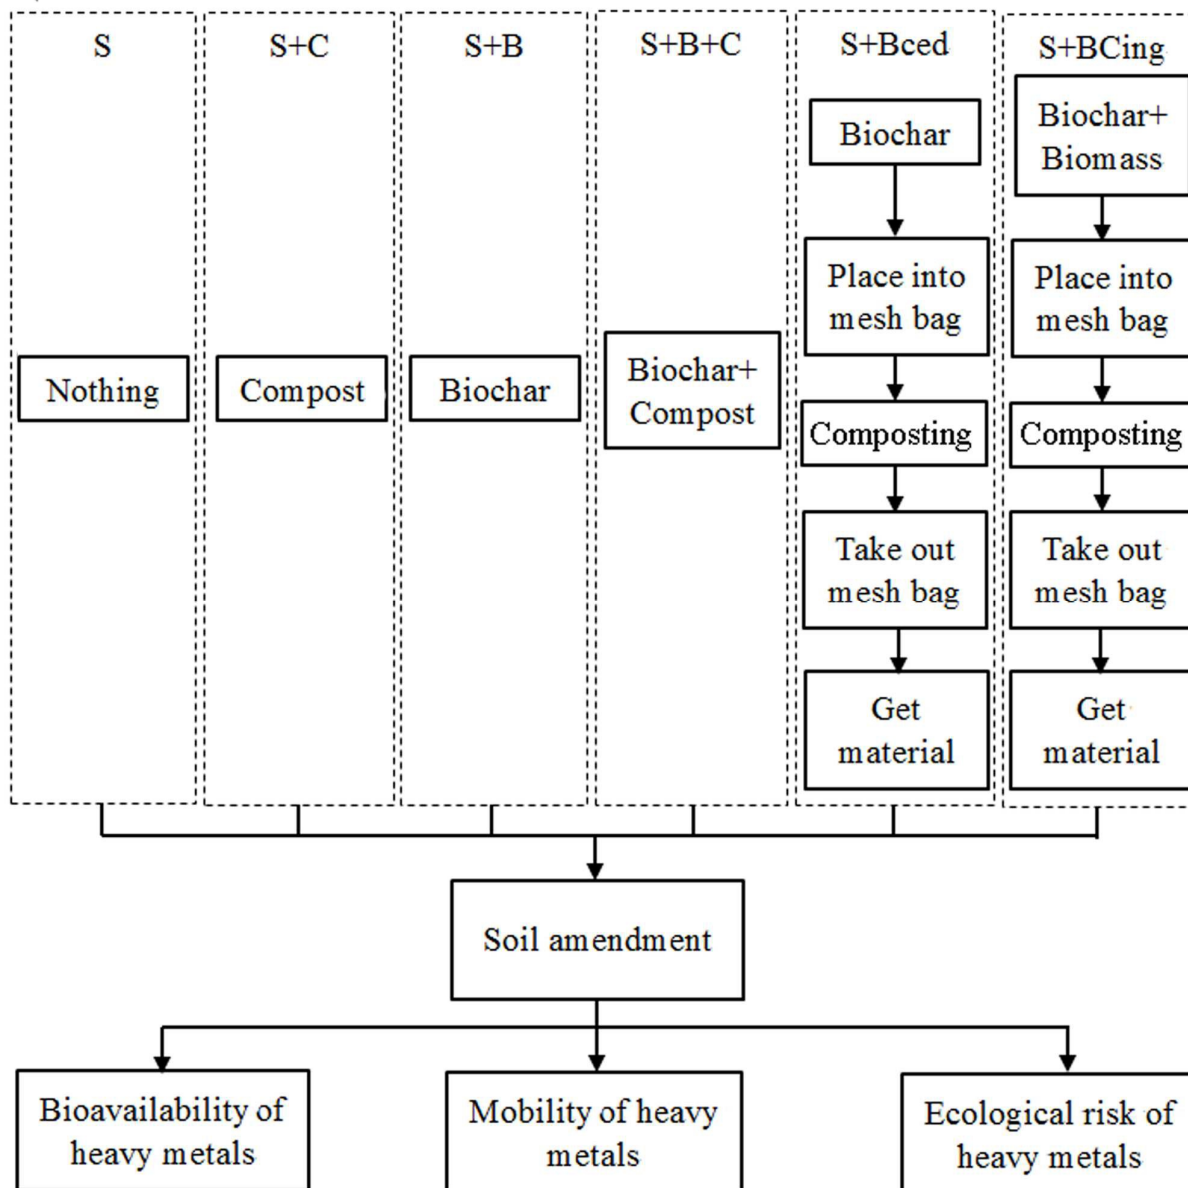 S
S+C
S+B
S+B+C
S+Bced
S+BCing
Nothing
Compost
Biochar
Biochar+
Compost
Biochar
Place into
mesh bag
Composting
Take out
mesh bag
Get
material
Biochar+
Biomass
Place into
mesh bag
Composting
Take out
mesh bag
Get
material
Soil amendment
Bioavailability of
heavy metals
Mobility of heavy
metals
Ecological risk of
heavy metals